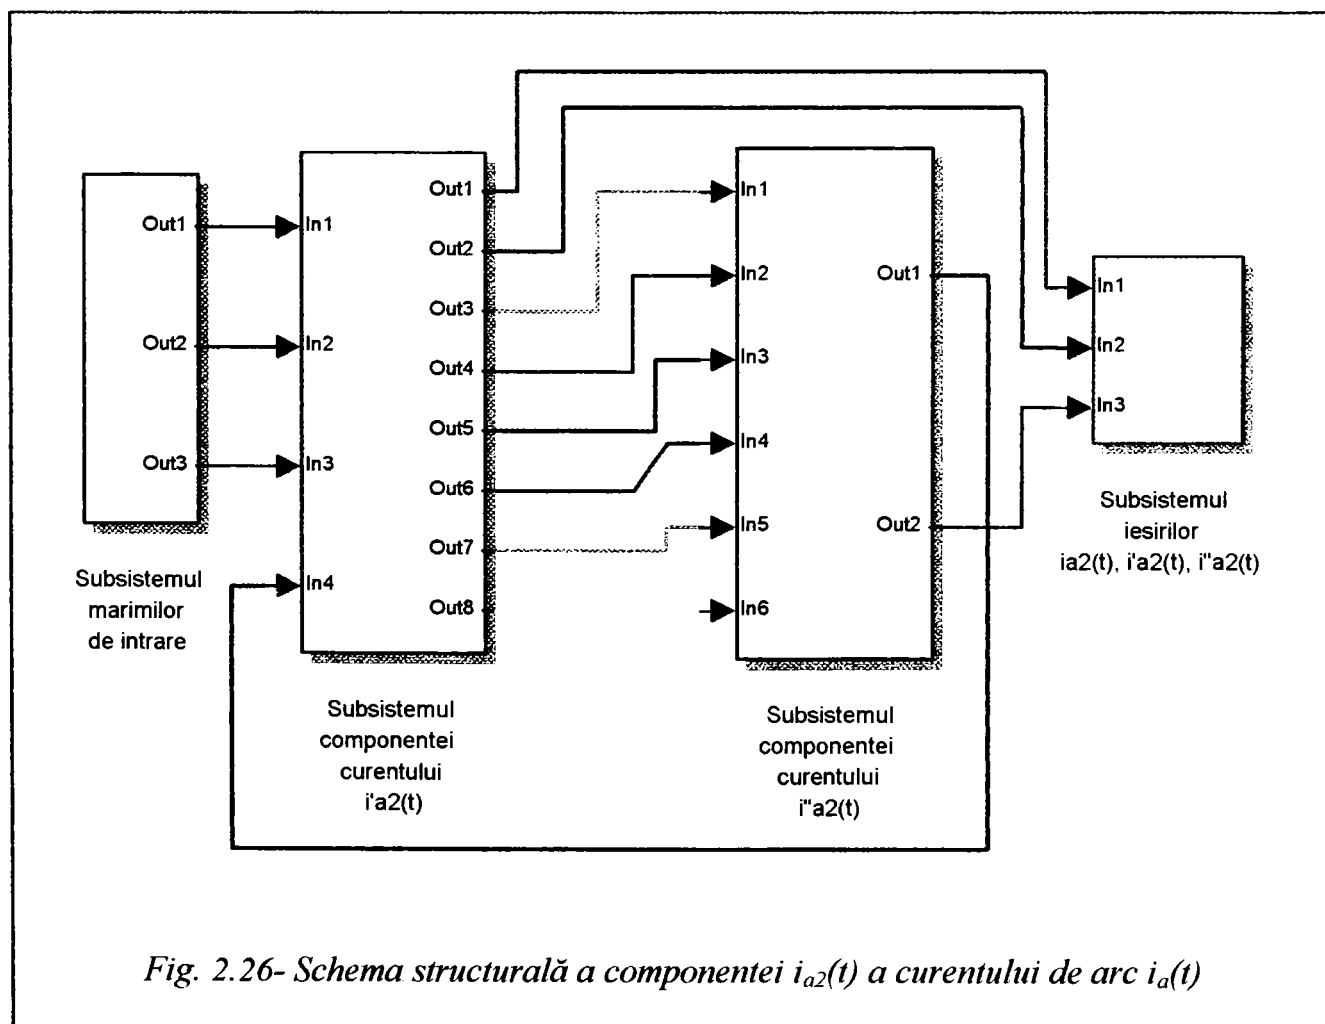 Out1
Out2
Out3
In1
In2
In3
In4
Out1
Out2
Out3
Out4
Out5
Out6
Out7
Out8
In1
In2
In3
In4
In5
In6
Out1
Out2
In1
In2
In3
Subsistemul
marimilor
de intrare
Subsistemul
componentei
curentului
i'a2(t)
Subsistemul
componentei
curentului
i"a2(t)
Subsistemul
iesirilor
ia2(t), i'a2(t), i"a2(t)
Fig. 2.26- Schema structurală a componentei ia2(t) a curentului de arc ia(t)